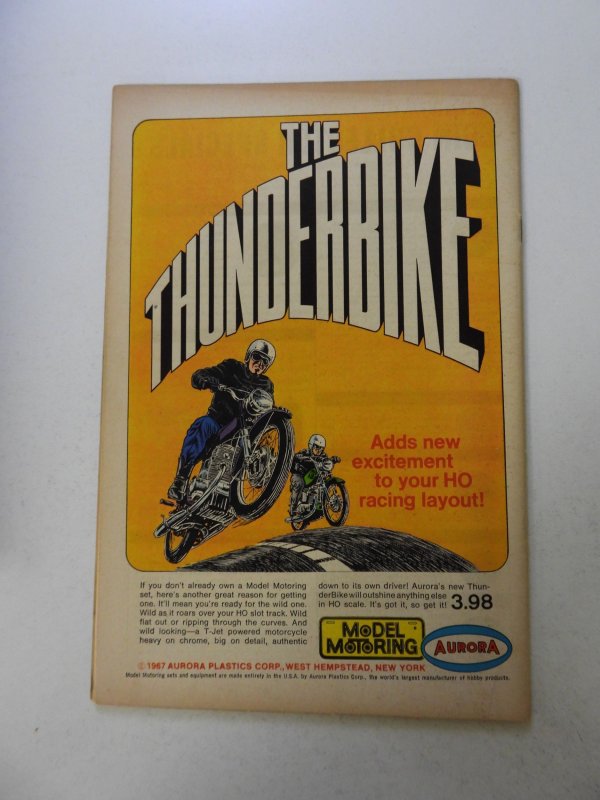 THE
THUNDERBIKE
Adds new
excitement
to your HO
racing layout!
If you don't already own a Model Motoring
set, here's another great reason for getting
one. It'll mean you're ready for the wild one.
Wild as it roars over your HO slot track. Wild
flat out or ripping through the curves. And
wild looking—a T-Jet powered motorcycle
heavy on chrome, big on detail, authentic
down to its own driver! Aurora's new Thun-
derBike will outshine anything else
in HO scale. It's got it, so get it! 3.98
MODEL
MOTORING
AURORA
© 1967 AURORA PLASTICS CORP., WEST HEMPSTEAD, NEW YORK
Model Motoring sets and equipment are made entirely in the U.S.A. by Aurora Plastics Corp., the world's largest manufacturer of hobby products.